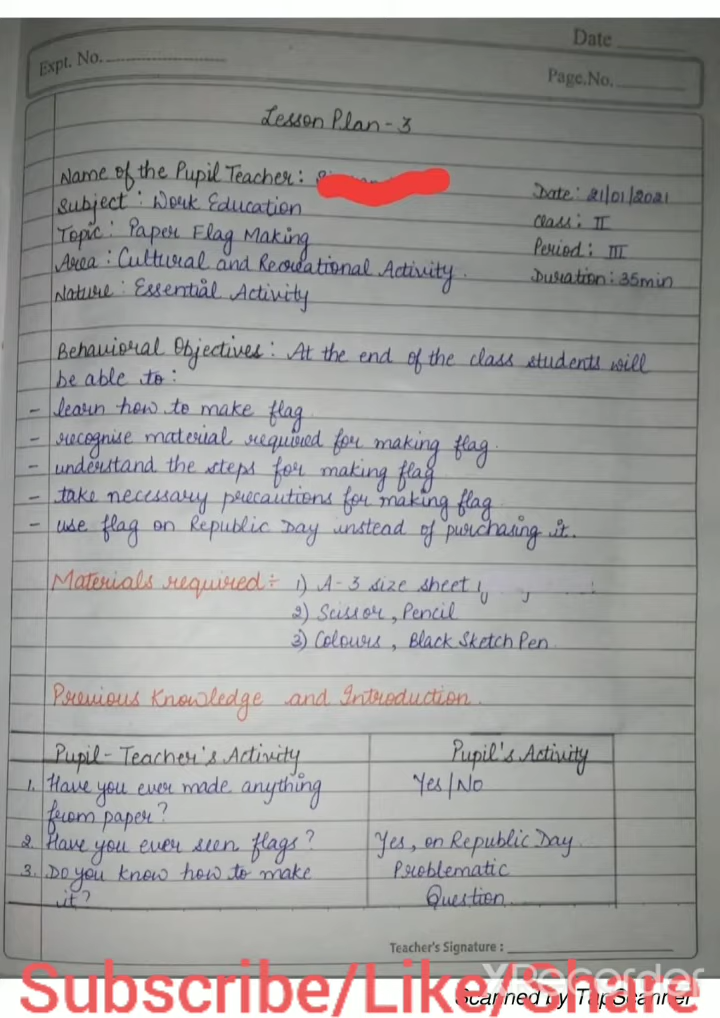 Date
Expt. No.
Page.No.
Lesson Plan - 3
Name of the Pupil Teacher:
Date: 21/01/2021
Subject: Work Education
Class: II
Topic: Paper Flag Making
Period: III
Area: Cultural and Recreational Activity.
Duration: 35min
Nature: Essential Activity
Behavioral Objectives: At the end of the class students will
be able to:
- learn how to make flag
- recognise material required for making flag.
- understand the steps for making flag
- take necessary precautions for making flag
- use flag on Republic Day instead of purchasing it.
Materials required:- 1) A-3 size sheet
2) Scissor, Pencil
3) Colours, Black Sketch Pen
Previous Knowledge and Introduction.
Pupil-Teacher's Activity Pupil's Activity
1. Have you ever made anything Yes/No
from paper?
2. Have you ever seen flags? Yes, on Republic Day
3. Do you know how to make Problematic
it? Question
Teacher's Signature:
XRecorder
Subscribe/Like/Share
Scanned by TapScanner